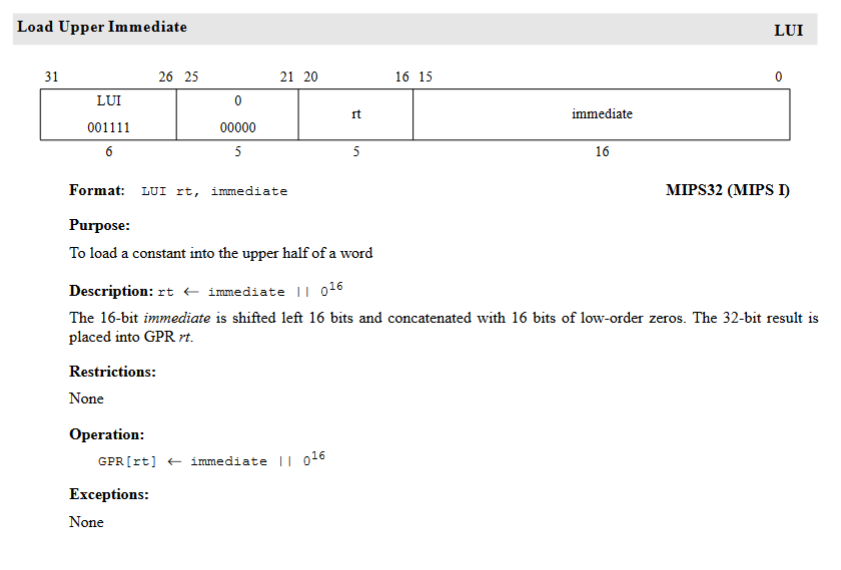 Load Upper Immediate LUI
31 26 25 21 20 16 15 0
LUI 0 rt immediate
001111 00000
6 5 5 16
Format: LUI rt, immediate MIPS32 (MIPS I)
Purpose:
To load a constant into the upper half of a word
Description: rt ← immediate || 0^16
The 16-bit immediate is shifted left 16 bits and concatenated with 16 bits of low-order zeros. The 32-bit result is
placed into GPR rt.
Restrictions:
None
Operation:
GPR[rt] ← immediate || 0^16
Exceptions:
None